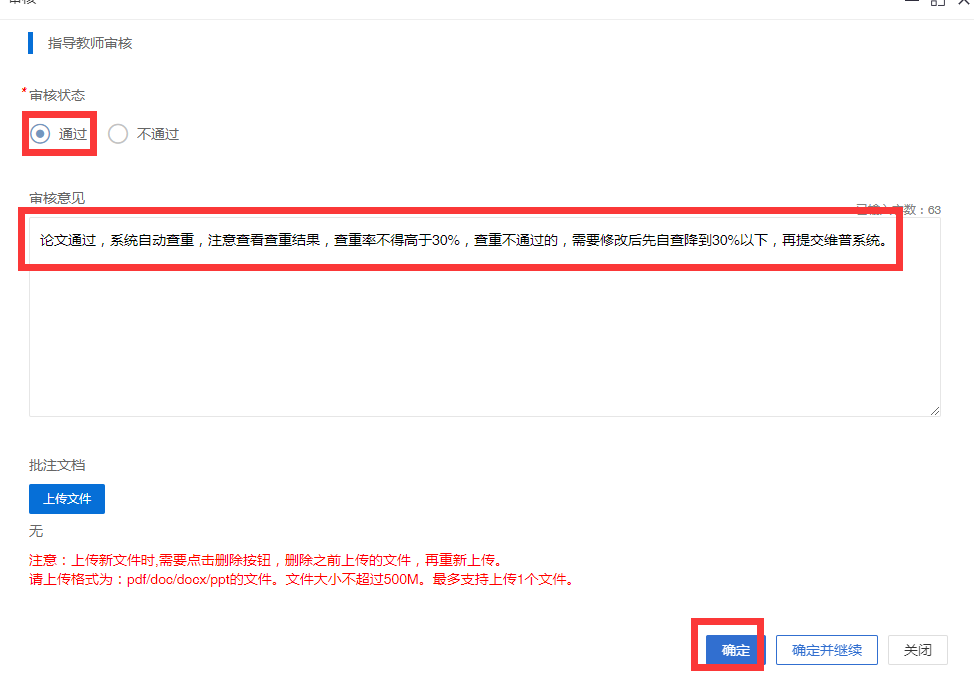 审核
指导教师审核
*审核状态
通过 不通过
审核意见
已输入字数：63
论文通过，系统自动查重，注意查看查重结果，查重率不得高于30%，查重不通过的，需要修改后先自查降到30%以下，再提交维普系统。
批注文档
上传文件
无
注意：上传新文件时,需要点击删除按钮，删除之前上传的文件，再重新上传。
请上传格式为：pdf/doc/docx/ppt的文件。文件大小不超过500M。最多支持上传1个文件。
确定 确定并继续 关闭